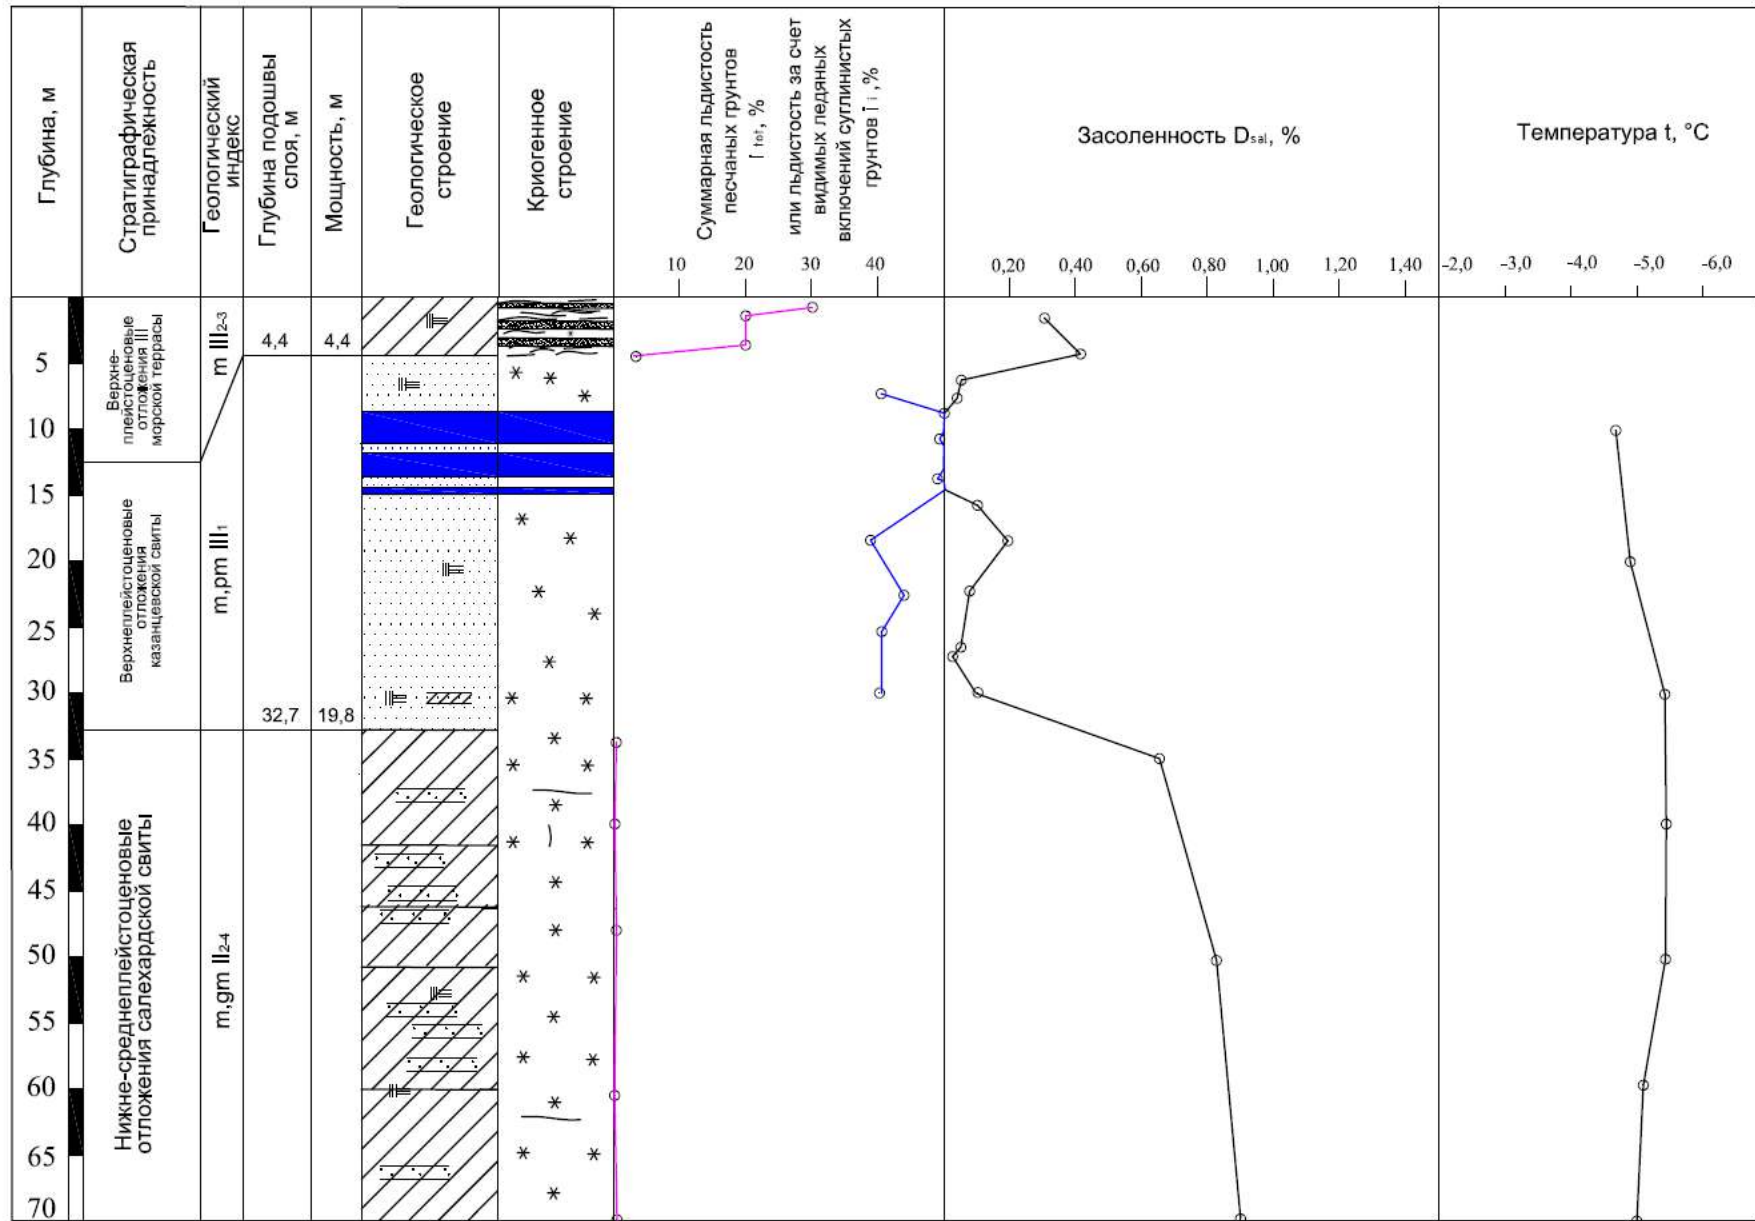 Глубина, м
Стратиграфическая
принадлежность
Геологический
индекс
Глубина подошвы
слоя, м
Мощность, м
Геологическое
строение
Криогенное
строение
Суммарная льдистость
песчаных грунтов
I tot, %
или льдистость за счет
видимых ледяных
включений суглинистых
грунтов I i, %
Засоленность Dsal, %
Температура t, °C
10 20 30 40
0,20 0,40 0,60 0,80 1,00 1,20 1,40
-2,0 -3,0 -4,0 -5,0 -6,0
5
10
15
20
25
30
35
40
45
50
55
60
65
70
Верхне-
плейстоценовые
отложения III
морской террасы
m III2-3
4,4 4,4
Верхнеплейстоценовые
отложения
казанцевской свиты
m,pm III1
32,7 19,8
Нижне-среднеплейстоценовые
отложения салехардской свиты
m,gm II2-4